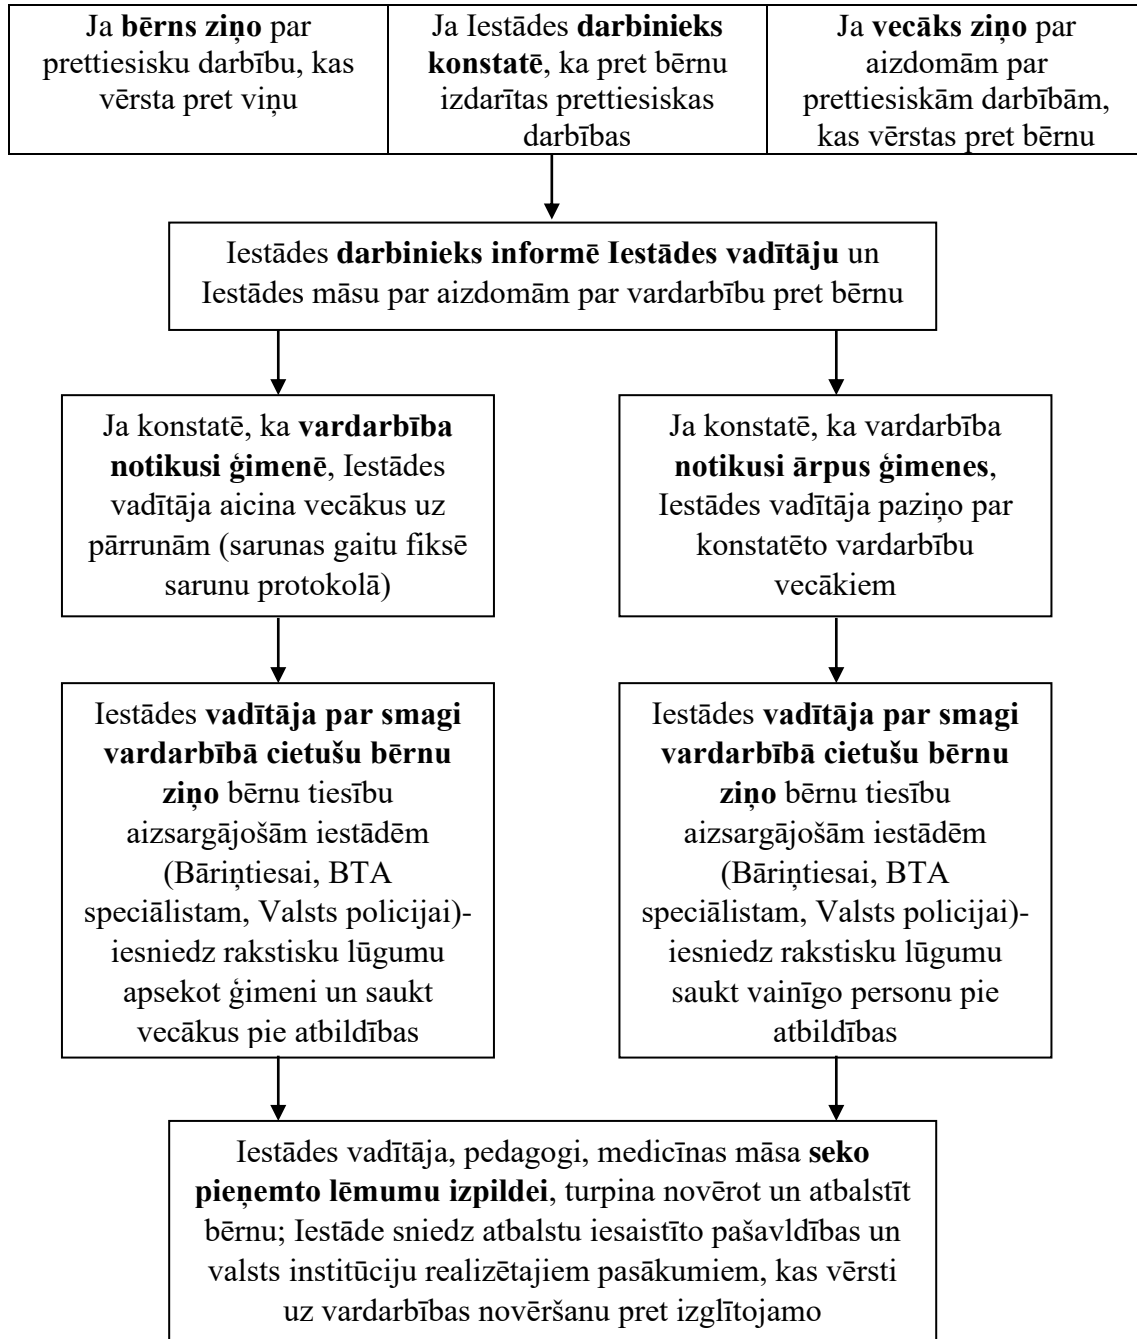 Ja bērns ziņo par
prettiesisku darbību, kas
vērsta pret viņu
Ja Iestādes darbinieks
konstatē, ka pret bērnu
izdarītas prettiesiskas
darbības
Ja vecāks ziņo par
aizdomām par
prettiesiskām darbībām,
kas vērstas pret bērnu
Iestādes darbinieks informē Iestādes vadītāju un
Iestādes māsu par aizdomām par vardarbību pret bērnu
Ja konstatē, ka vardarbība
notikusi ģimenē, Iestādes
vadītāja aicina vecākus uz
pārrunām (sarunas gaitu fiksē
sarunu protokolā)
Ja konstatē, ka vardarbība
notikusi ārpus ģimenes,
Iestādes vadītāja paziņo par
konstatēto vardarbību
vecākiem
Iestādes vadītāja par smagi
vardarbībā cietušu bērnu
ziņo bērnu tiesību
aizsargājošām iestādēm
(Bāriņtiesai, BTA
speciālistam, Valsts policijai)-
iesniedz rakstisku lūgumu
apsekot ģimeni un saukt
vecākus pie atbildības
Iestādes vadītāja par smagi
vardarbībā cietušu bērnu
ziņo bērnu tiesību
aizsargājošām iestādēm
(Bāriņtiesai, BTA
speciālistam, Valsts policijai)-
iesniedz rakstisku lūgumu
saukt vainīgo personu pie
atbildības
Iestādes vadītāja, pedagogi, medicīnas māsa seko
pieņemto lēmumu izpildei, turpina novērot un atbalstīt
bērnu; Iestāde sniedz atbalstu iesaistīto pašavldības un
valsts institūciju realizētajiem pasākumiem, kas vērsti
uz vardarbības novēršanu pret izglītojamo